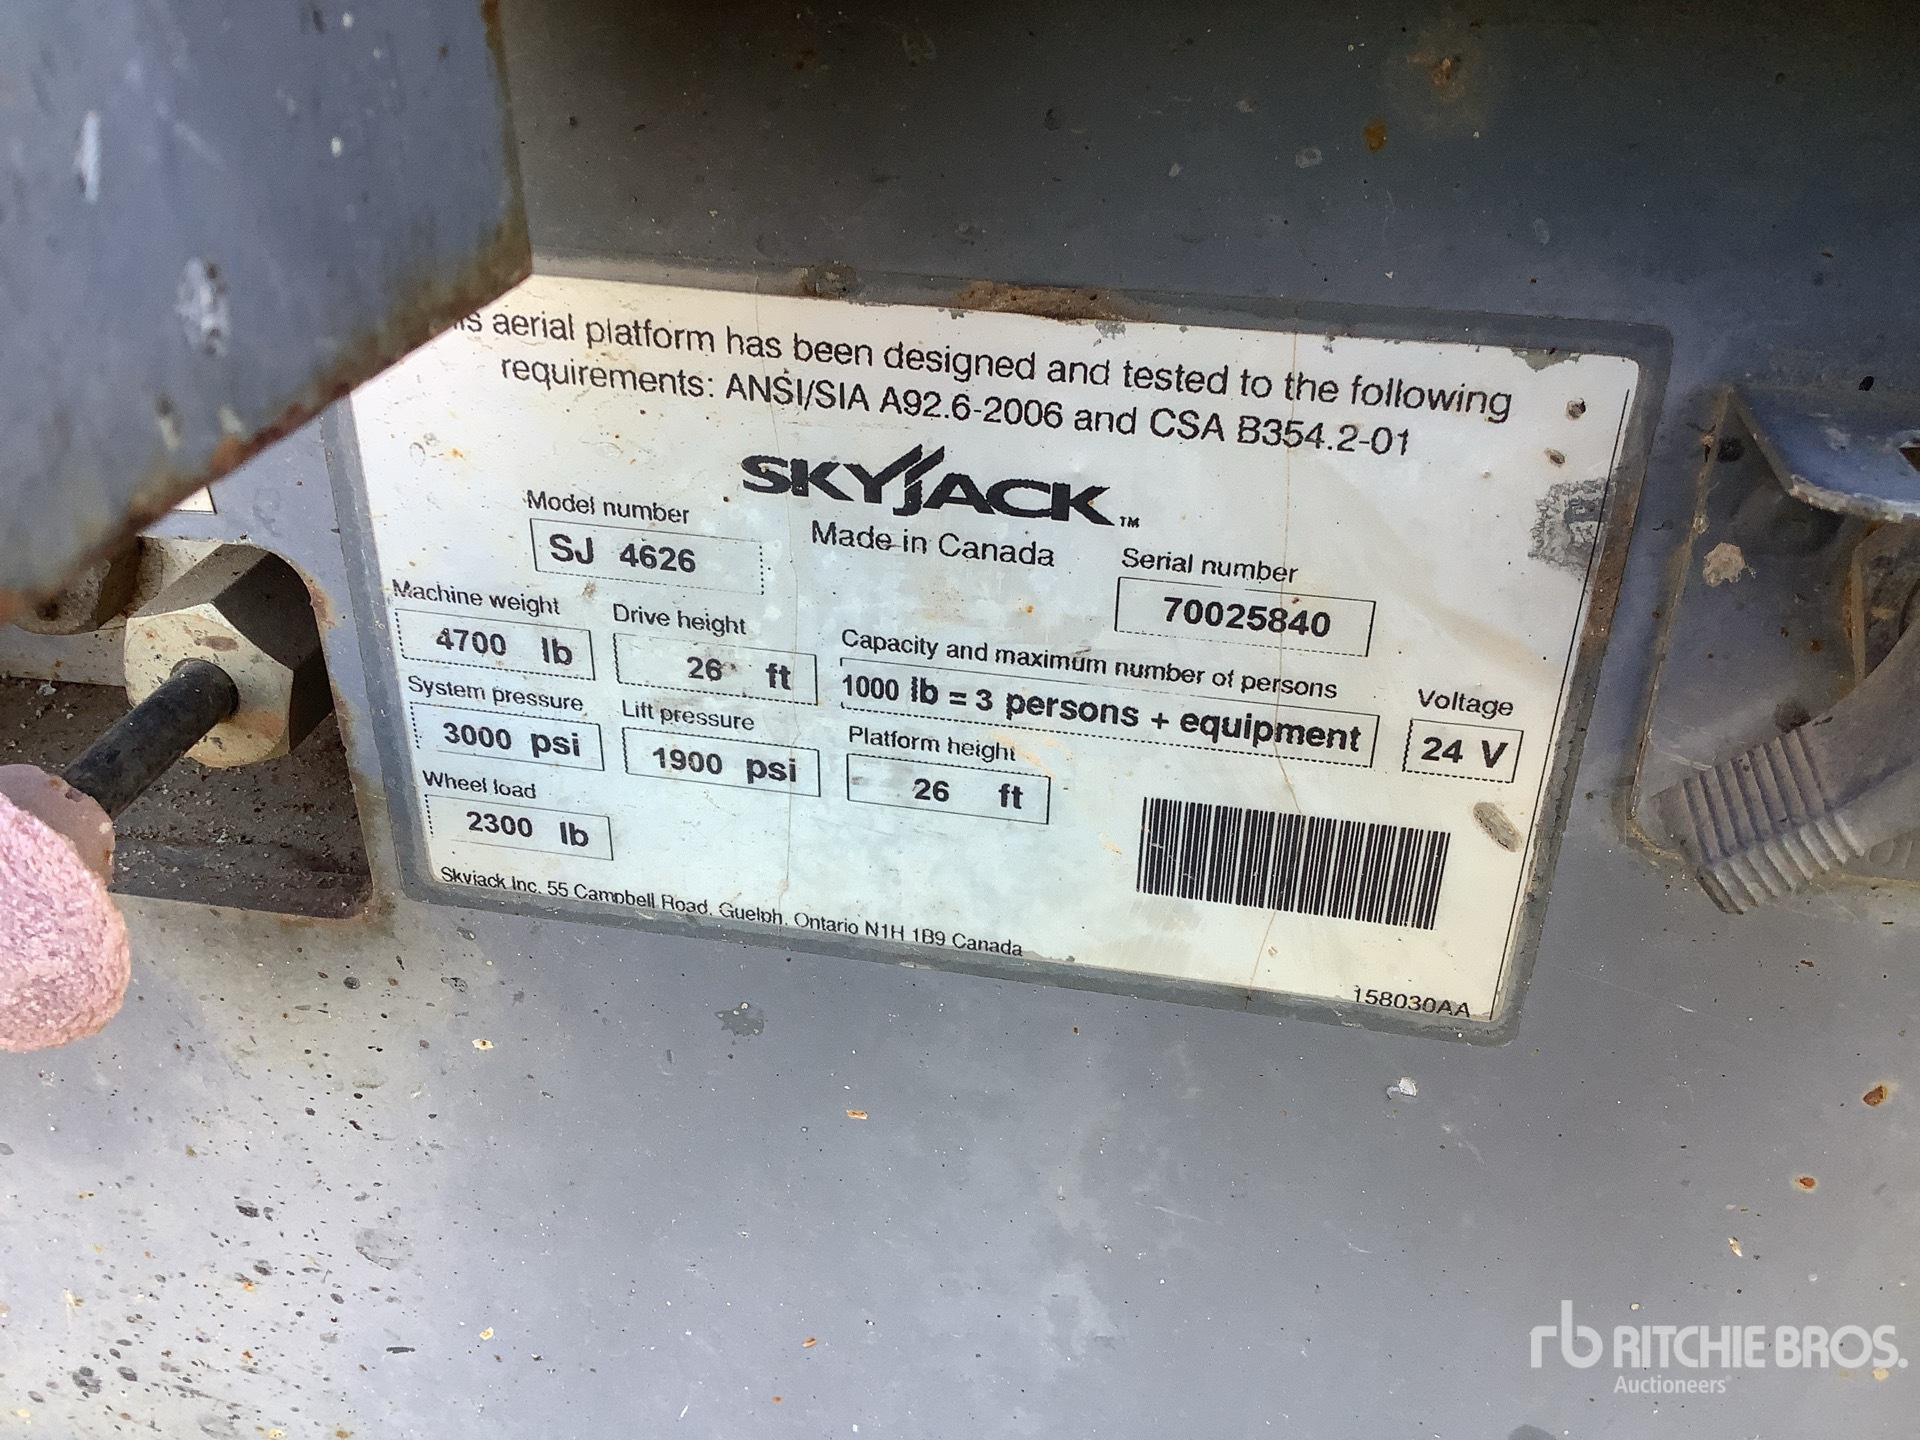 aerial platform has been designed and tested to the following
requirements: ANSI/SIA A92.6-2006 and CSA B354.2-01
SKYJACK™
Made in Canada
Model number
SJ 4626
Serial number
70025840
Machine weight
4700 lb
Drive height
26 ft
Capacity and maximum number of persons
1000 lb = 3 persons + equipment
Voltage
24 V
System pressure
3000 psi
Lift pressure
1900 psi
Platform height
26 ft
Wheel load
2300 lb
Skyjack Inc. 55 Campbell Road, Guelph, Ontario N1H 1B9 Canada
158030AA
rb RITCHIE BROS.
Auctioneers